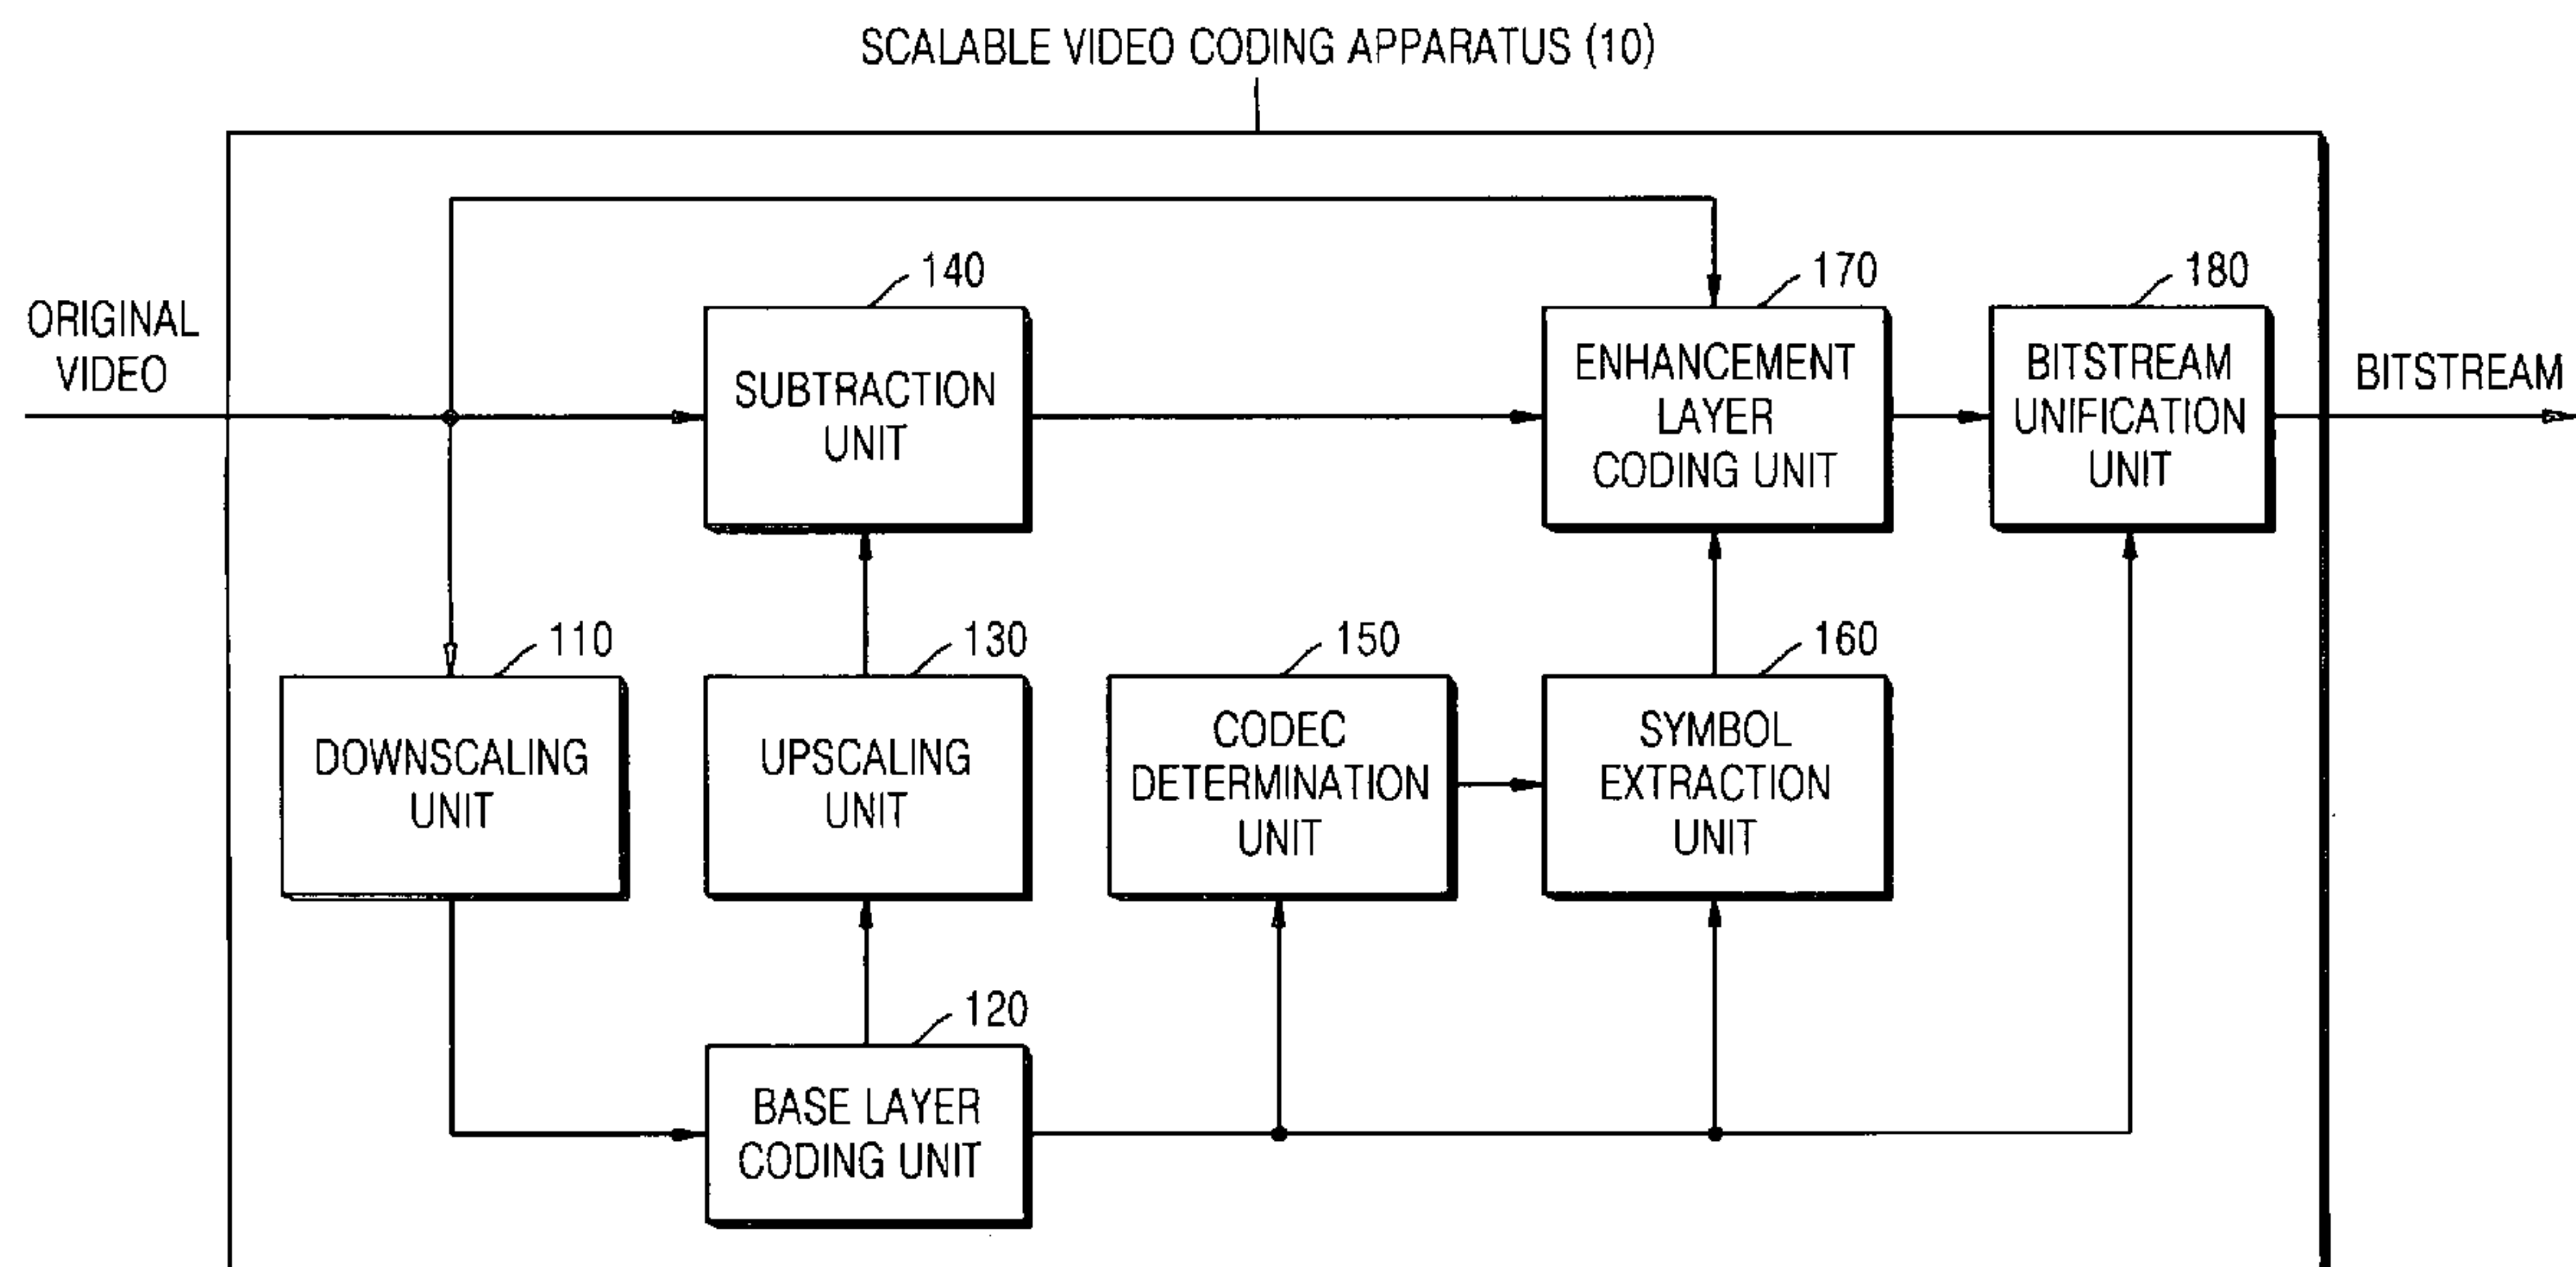 SCALABLE VIDEO CODING APPARATUS (10)
ORIGINAL
VIDEO
140
SUBTRACTION
UNIT
170
ENHANCEMENT
LAYER
CODING UNIT
180
BITSTREAM
UNIFICATION
UNIT
BITSTREAM
110
DOWNSCALING
UNIT
130
UPSCALING
UNIT
150
CODEC
DETERMINATION
UNIT
160
SYMBOL
EXTRACTION
UNIT
120
BASE LAYER
CODING UNIT